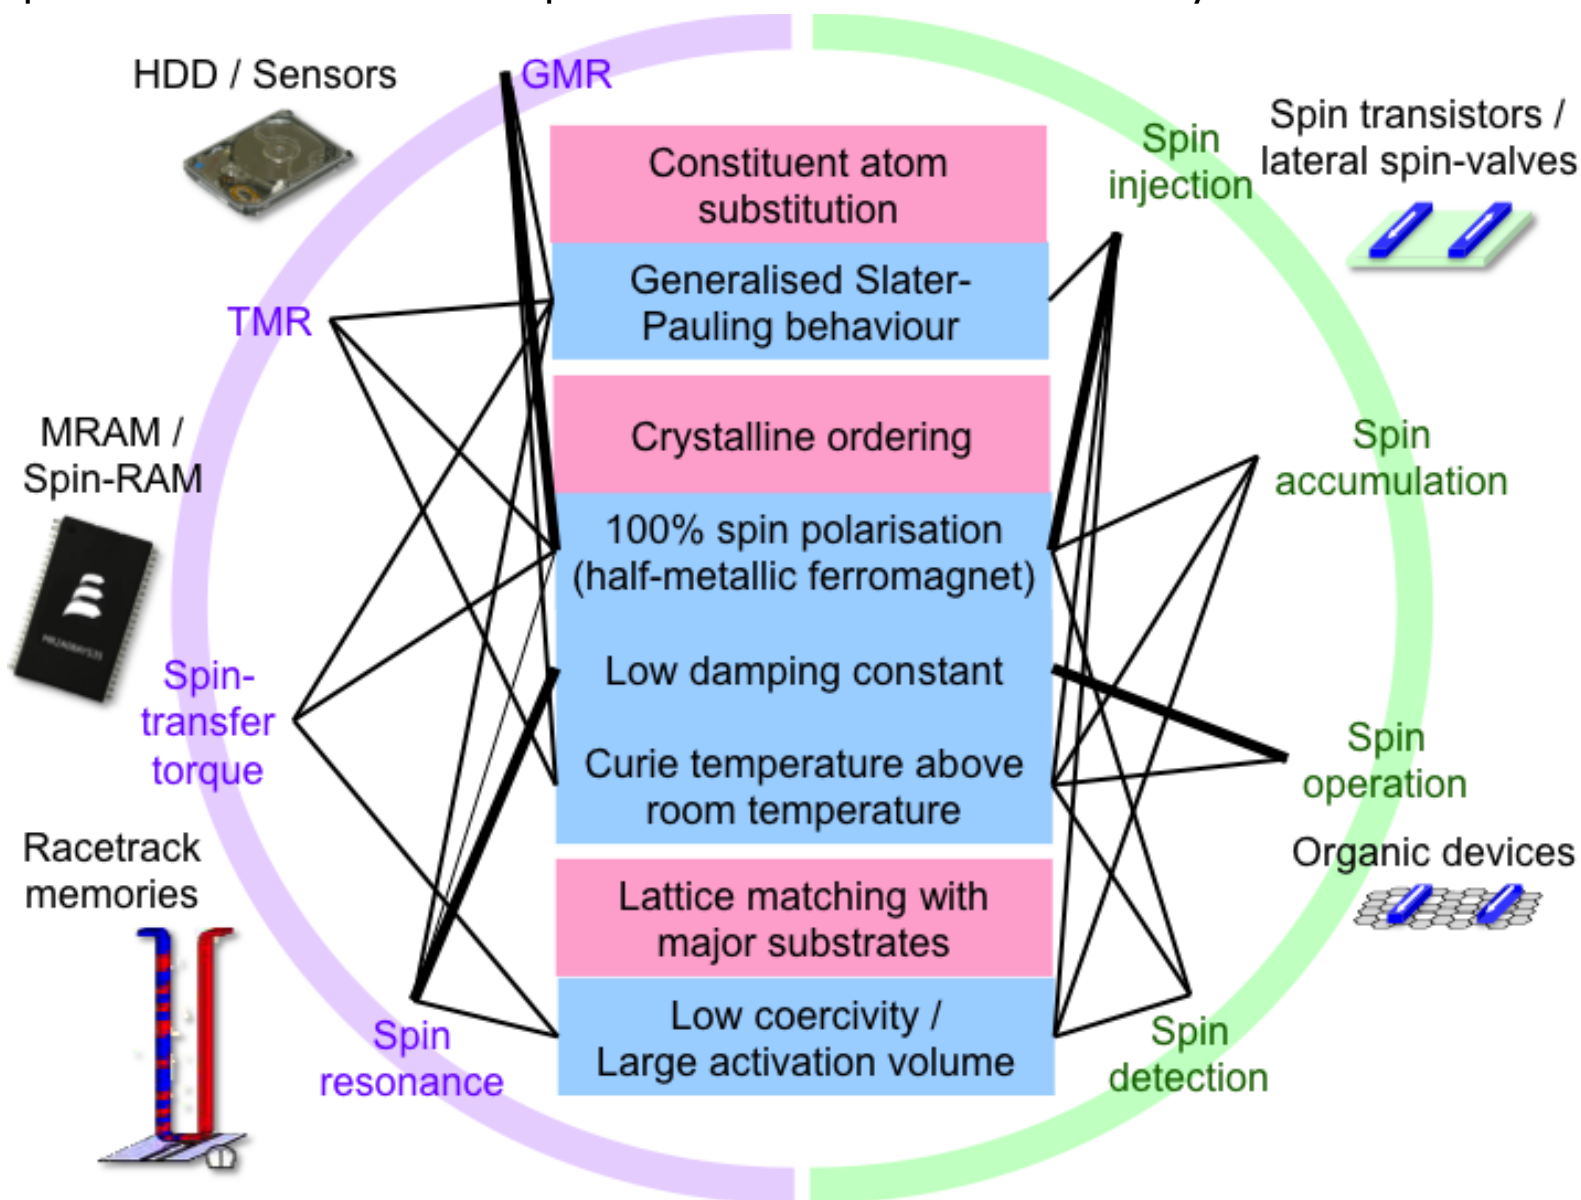 HDD / Sensors
GMR
Constituent atom
substitution
Spin
injection
Spin transistors /
lateral spin-valves
Generalised Slater-
Pauling behaviour
TMR
MRAM /
Spin-RAM
Crystalline ordering
Spin
accumulation
100% spin polarisation
(half-metallic ferromagnet)
Low damping constant
Spin-
transfer
torque
Curie temperature above
room temperature
Spin
operation
Racetrack
memories
Organic devices
Lattice matching with
major substrates
Low coercivity /
Large activation volume
Spin
resonance
Spin
detection